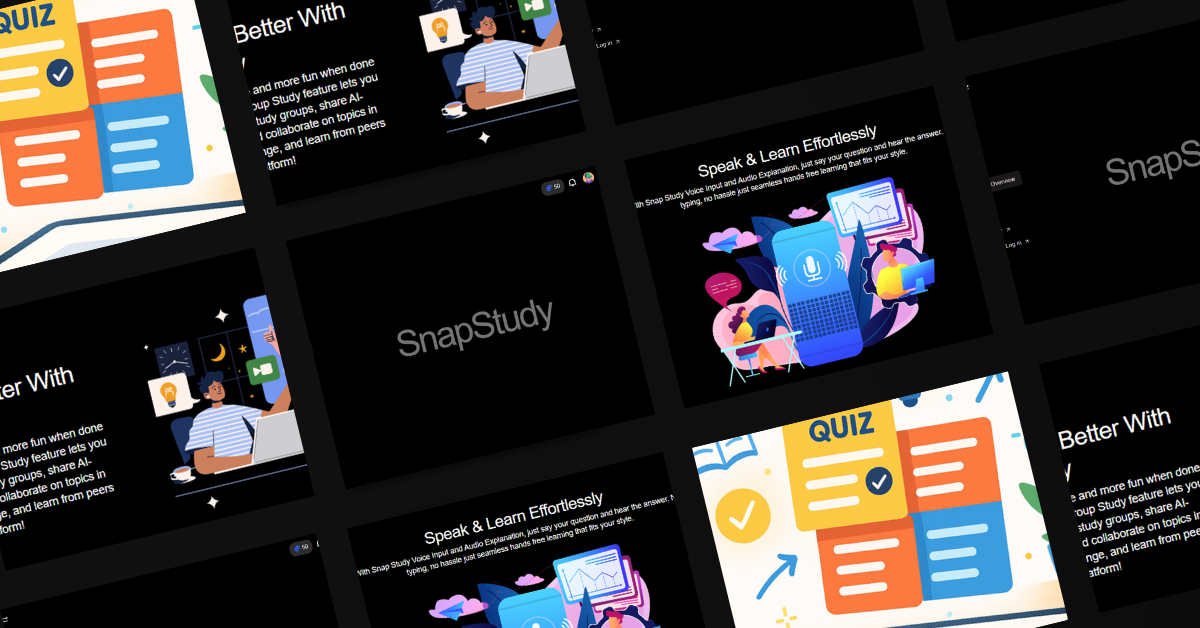 QUIZ
Better With
and more fun when done
oup Study feature lets you
study groups, share AI-
d collaborate on topics in
nge, and learn from peers
tform!
Log in
50
SnapStudy
Speak & Learn Effortlessly
With Snap Study Voice Input and Audio Explanation, just say your question and hear the answer.
typing, no hassle just seamless hands free learning that fits your style.
Overview
Log in
SnapS
tter With
more fun when done
Study feature lets you
y groups, share AI-
ollaborate on topics in
ge, and learn from peers
form!
50
Speak & Learn Effortlessly
With Snap Study Voice Input and Audio Explanation, just say your question and hear the answer. N
typing, no hassle just seamless hands free learning that fits your style.
QUIZ
Better With
y
e and more fun when done
oup Study feature lets you
study groups, share AI-
d collaborate on topics in
nge, and learn from pee
atform!